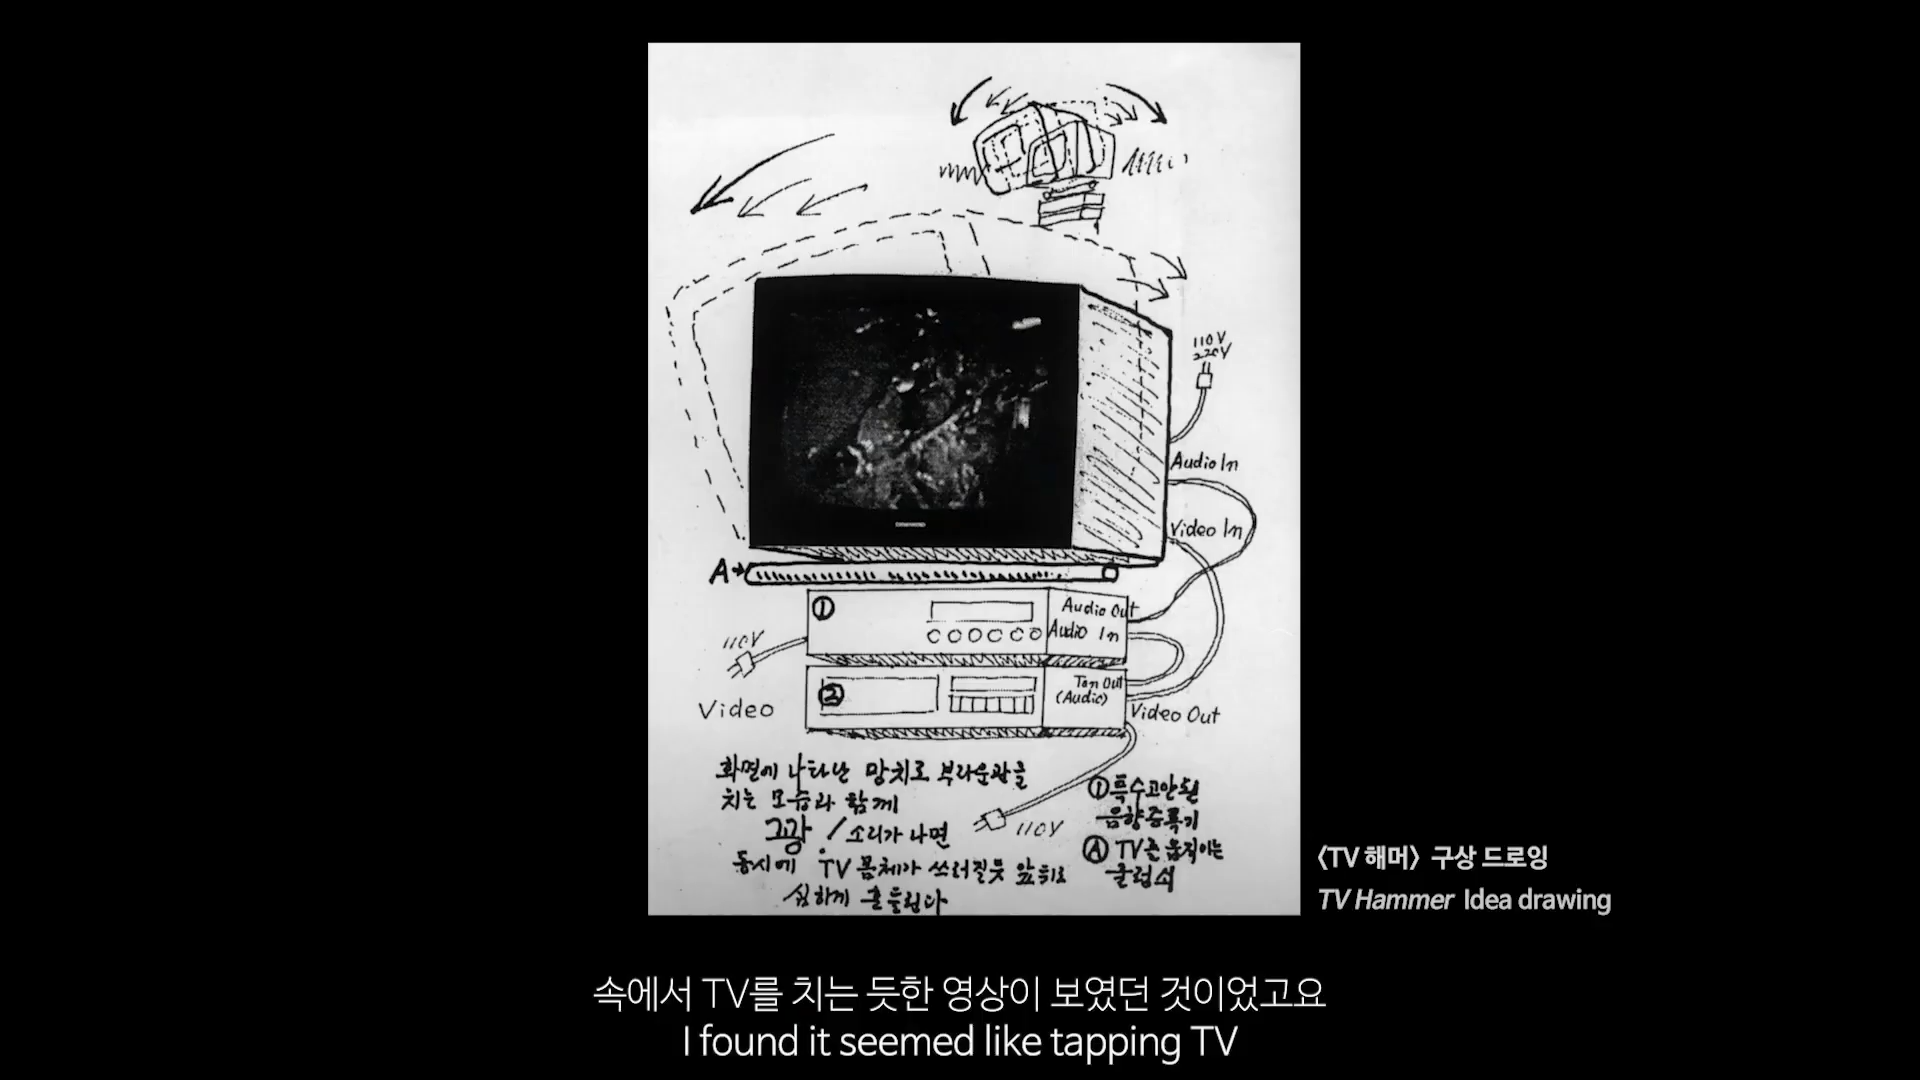 110V
220V
Audio In
Video In
A
①
Audio Out
Audio In
110V
②
Ton Out
(Audio)
Video
Video Out
화면에 나타난 망치로 부라운관을
치는 모습과 함께
꽝 / 소리가 나면
동시에 TV 몸체가 쓰러질듯 앞뒤로
심하게 흔들린다
110V
① 특수고안된
음향증폭기
Ⓐ TV를 움직이는
쿨럼쇠
〈TV 해머〉 구상 드로잉
TV Hammer Idea drawing
속에서 TV를 치는 듯한 영상이 보였던 것이었고요
I found it seemed like tapping TV